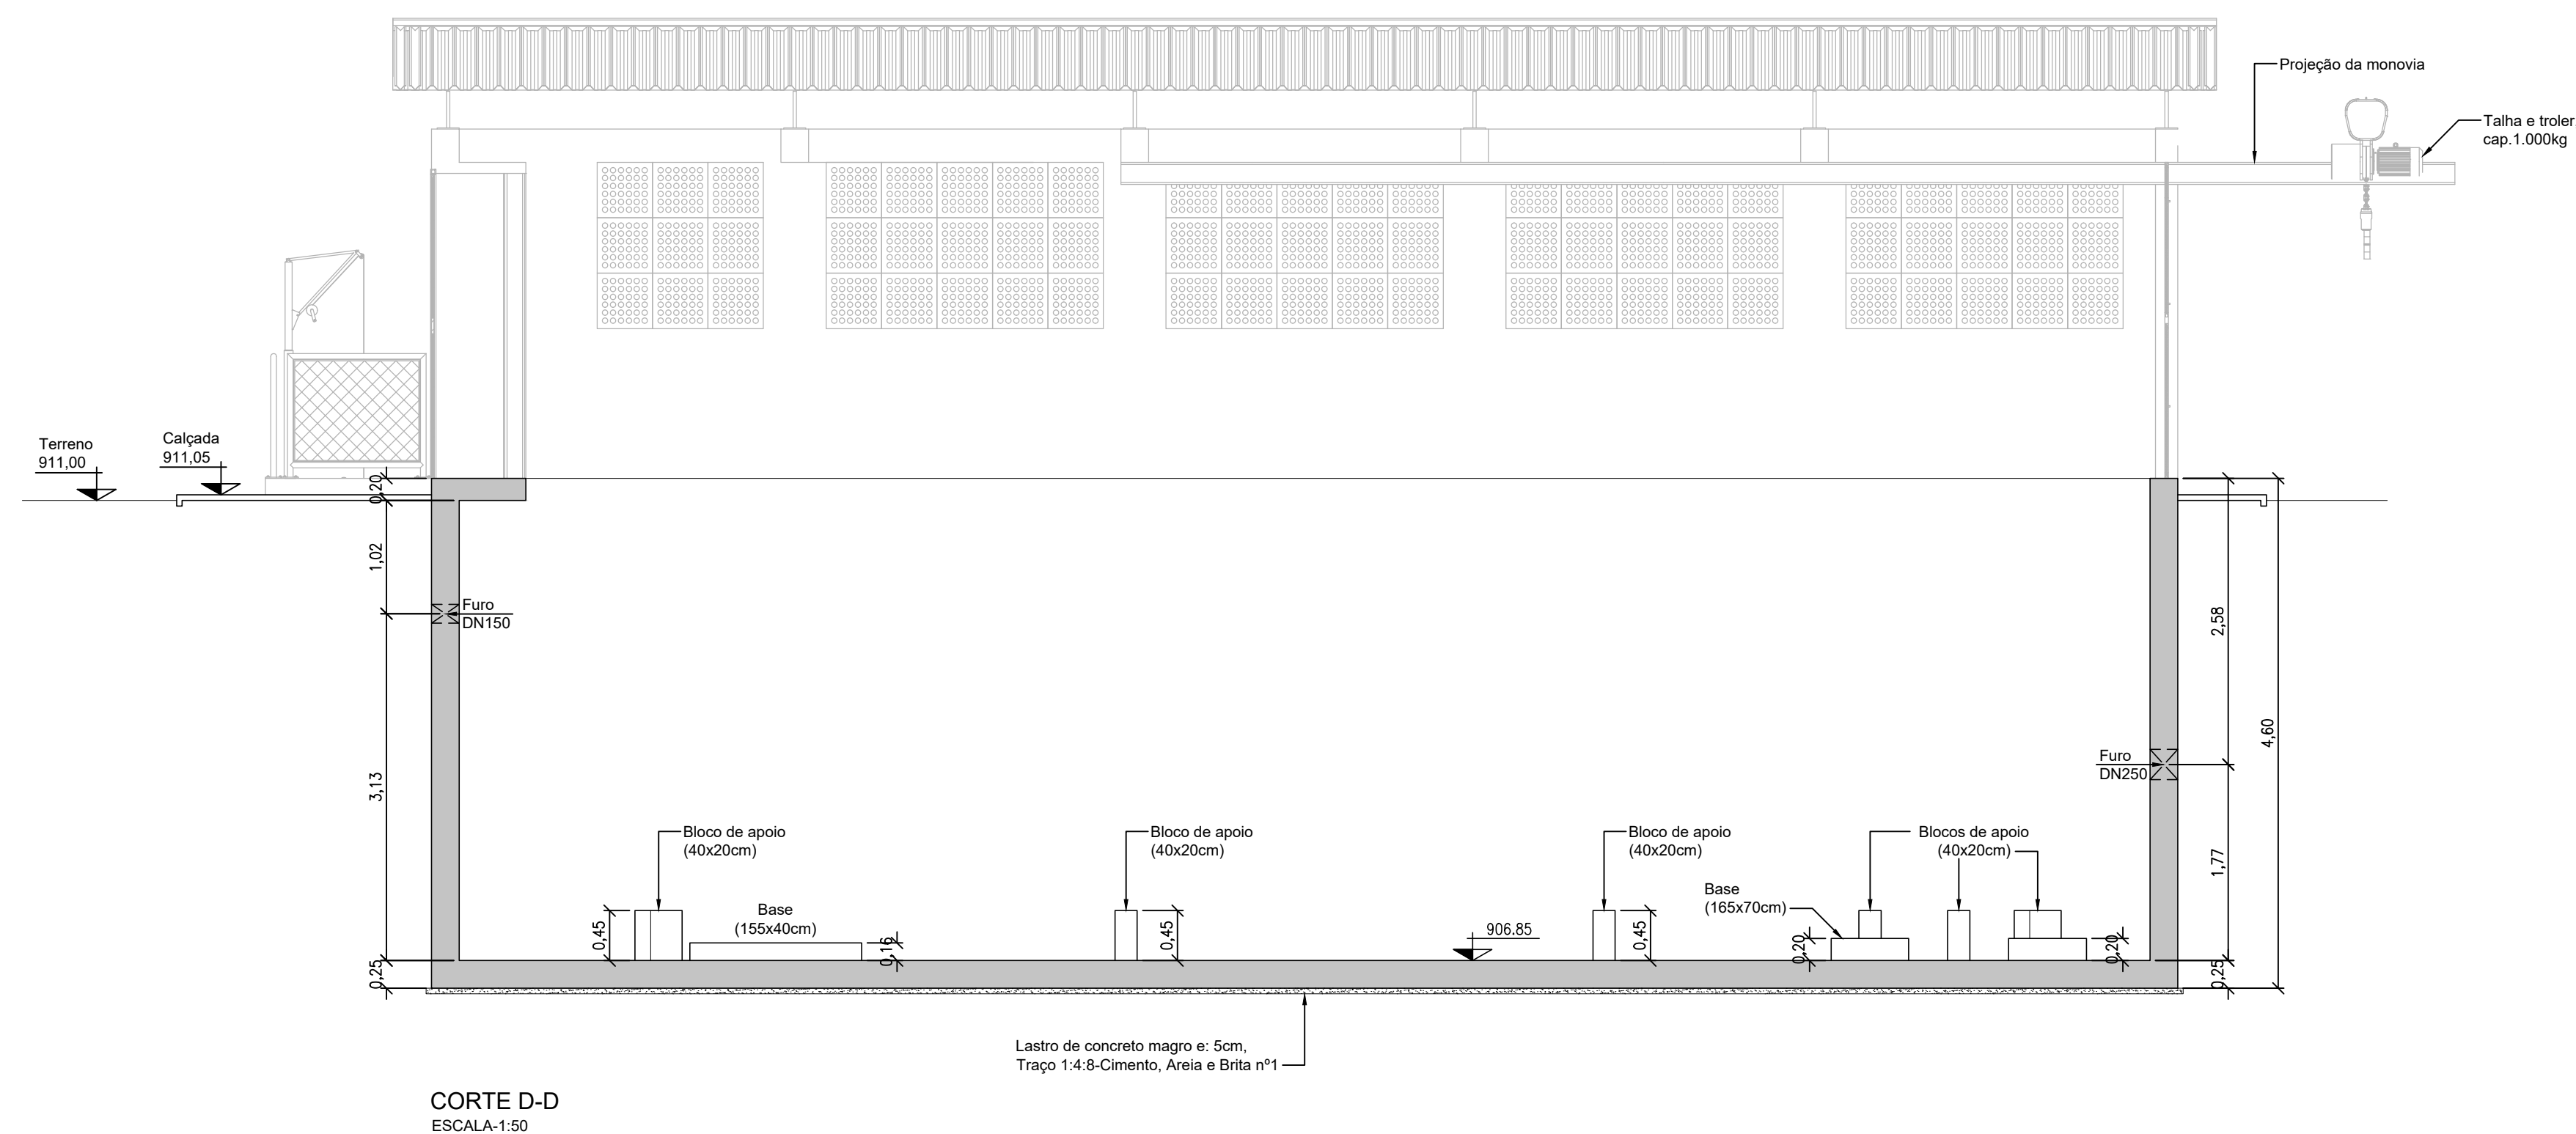 Projeção da monovia
Talha e troler
cap.1.000kg
Terreno
911,00
Calçada
911,05
0,20
1,02
Furo
DN150
3,13
0,25
2,58
4,60
Furo
DN250
1,77
0,25
Bloco de apoio
(40x20cm)
Bloco de apoio
(40x20cm)
Bloco de apoio
(40x20cm)
Blocos de apoio
(40x20cm)
Base
(155x40cm)
Base
(165x70cm)
0,45
0,16
0,45
906.85
0,45
0,20
0,20
Lastro de concreto magro e: 5cm,
Traço 1:4:8-Cimento, Areia e Brita nº1
CORTE D-D
ESCALA-1:50